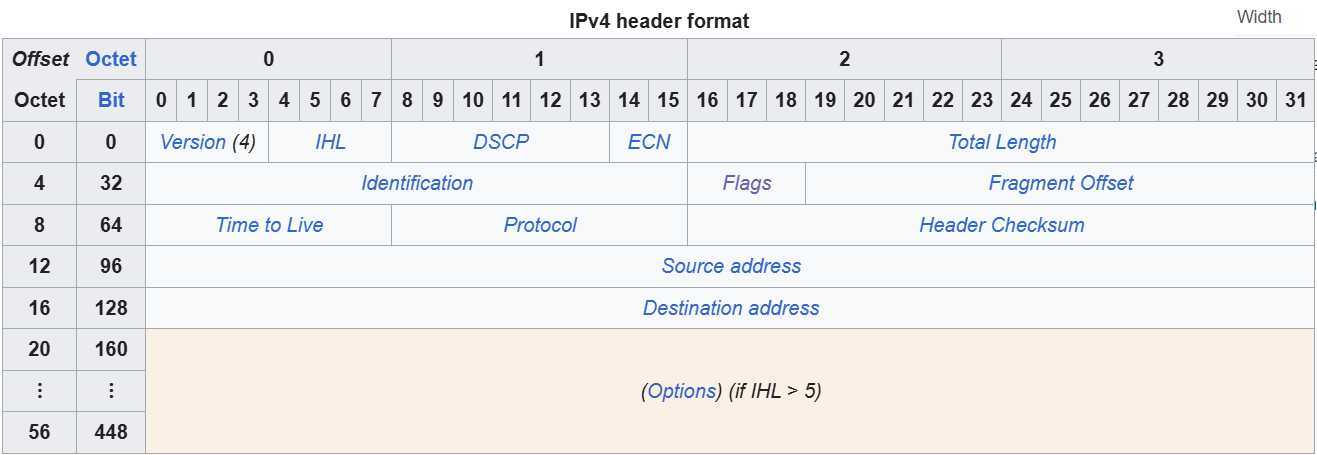 IPv4 header format
Width
Offset Octet 0 1 2 3
Octet Bit 0 1 2 3 4 5 6 7 8 9 10 11 12 13 14 15 16 17 18 19 20 21 22 23 24 25 26 27 28 29 30 31
0 0 Version (4) IHL DSCP ECN Total Length
4 32 Identification Flags Fragment Offset
8 64 Time to Live Protocol Header Checksum
12 96 Source address
16 128 Destination address
20 160
⋮ ⋮ (Options) (if IHL > 5)
56 448